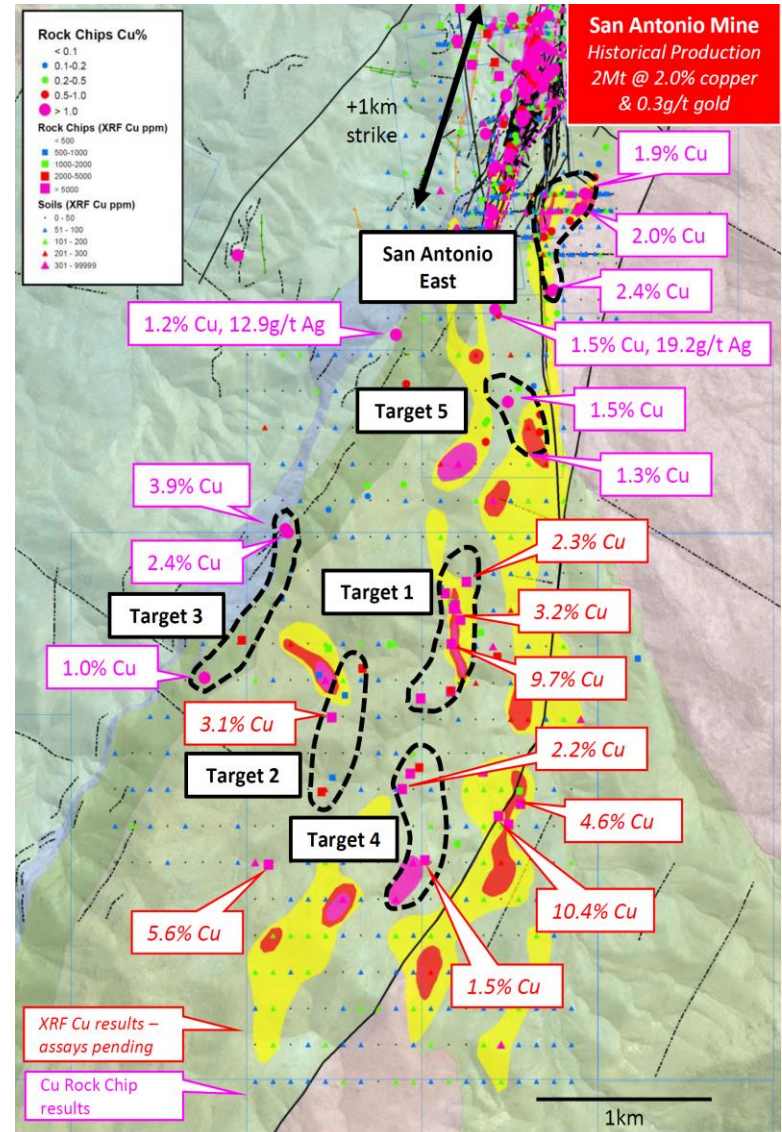 San Antonio Mine
Historical Production
2Mt @ 2.0% copper
& 0.3g/t gold
Rock Chips Cu%
< 0.1
0.1-0.2
0.2-0.5
0.5-1.0
> 1.0
Rock Chips (XRF Cu ppm)
< 500
500-1000
1000-2000
2000-5000
> 5000
Soils (XRF Cu ppm)
0 - 50
51 - 100
101 - 200
201 - 300
301 - 99999
+1km
strike
1.9% Cu
2.0% Cu
San Antonio
East
2.4% Cu
1.2% Cu, 12.9g/t Ag
1.5% Cu, 19.2g/t Ag
Target 5
1.5% Cu
1.3% Cu
3.9% Cu
2.4% Cu
2.3% Cu
Target 1
Target 3
3.2% Cu
1.0% Cu
9.7% Cu
3.1% Cu
2.2% Cu
Target 2
4.6% Cu
Target 4
10.4% Cu
5.6% Cu
1.5% Cu
XRF Cu results –
assays pending
Cu Rock Chip
results
1km